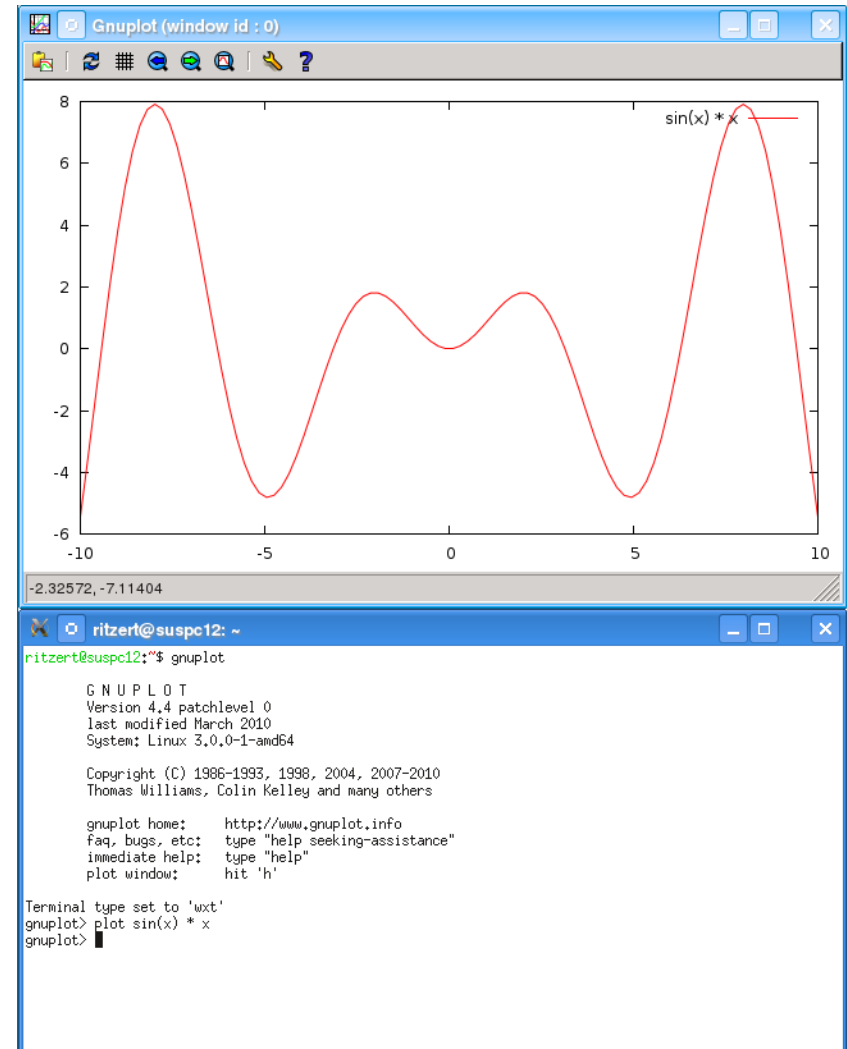 Gnuplot (window id : 0)
sin(x) * x
8
6
4
2
0
-2
-4
-6
-10
-5
0
5
10
-2.32572, -7.11404
ritzert@suspc12: ~
ritzert@suspc12:~$ gnuplot
G N U P L O T
Version 4.4 patchlevel 0
last modified March 2010
System: Linux 3.0.0-1-amd64
Copyright (C) 1986-1993, 1998, 2004, 2007-2010
Thomas Williams, Colin Kelley and many others
gnuplot home:     http://www.gnuplot.info
faq, bugs, etc:   type "help seeking-assistance"
immediate help:   type "help"
plot window:      hit 'h'
Terminal type set to 'wxt'
gnuplot> plot sin(x) * x
gnuplot>